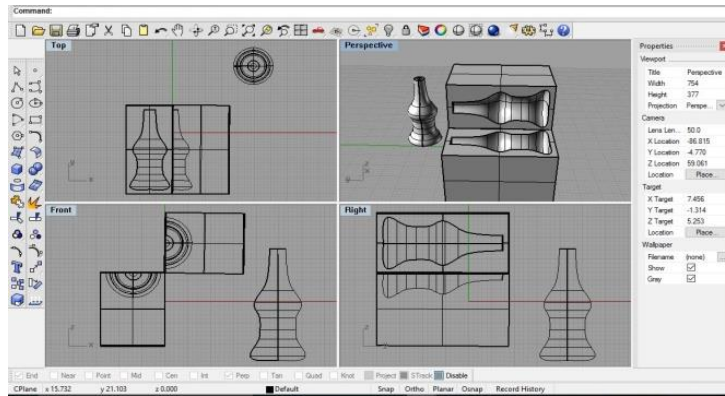 Command:
Top
Perspective
Front
Right
z
x
Properties
Viewport
Title Perspective
Width 754
Height 377
Projection Perspe...
Camera
Lens Len... 50.0
X Location -86.815
Y Location -4.770
Z Location 59.061
Location Place...
Target
X Target 7.456
Y Target -1.314
Z Target 5.253
Location Place...
Wallpaper
Filename (none)
Show
Gray
End Near Point Mid Cen Int Perp Tan Quad Knot Project STrack Disable
CPlane x 15.732 y 21.103 z 0.000 Default Snap Ortho Planar Osnap Record History